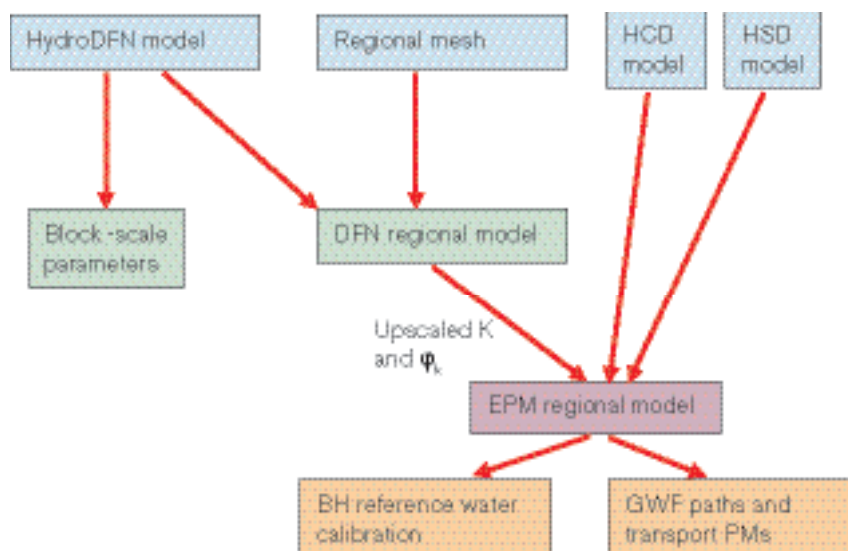 HydroDFN model
Regional mesh
HCD
model
HSD
model
Block-scale
parameters
DFN regional model
Upscaled K
and φk
EPM regional model
BH reference water
calibration
GWF paths and
transport PMs